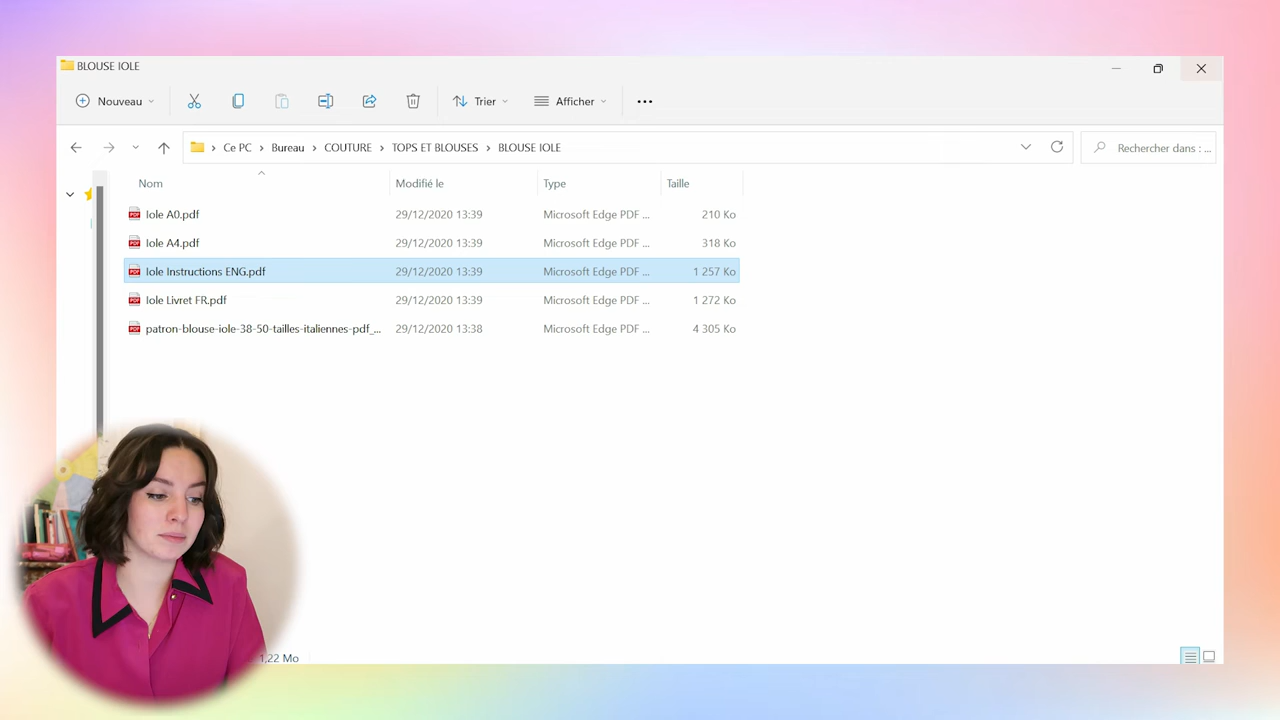 BLOUSE IOLE
Nouveau
Trier
Afficher
Ce PC > Bureau > COUTURE > TOPS ET BLOUSES > BLOUSE IOLE
Rechercher dans : ...
Nom Modifié le Type Taille
PDF Iole A0.pdf 29/12/2020 13:39 Microsoft Edge PDF ... 210 Ko
PDF Iole A4.pdf 29/12/2020 13:39 Microsoft Edge PDF ... 318 Ko
PDF Iole Instructions ENG.pdf 29/12/2020 13:39 Microsoft Edge PDF ... 1 257 Ko
PDF Iole Livret FR.pdf 29/12/2020 13:39 Microsoft Edge PDF ... 1 272 Ko
PDF patron-blouse-iole-38-50-tailles-italiennes-pdf_... 29/12/2020 13:38 Microsoft Edge PDF ... 4 305 Ko
1,22 Mo